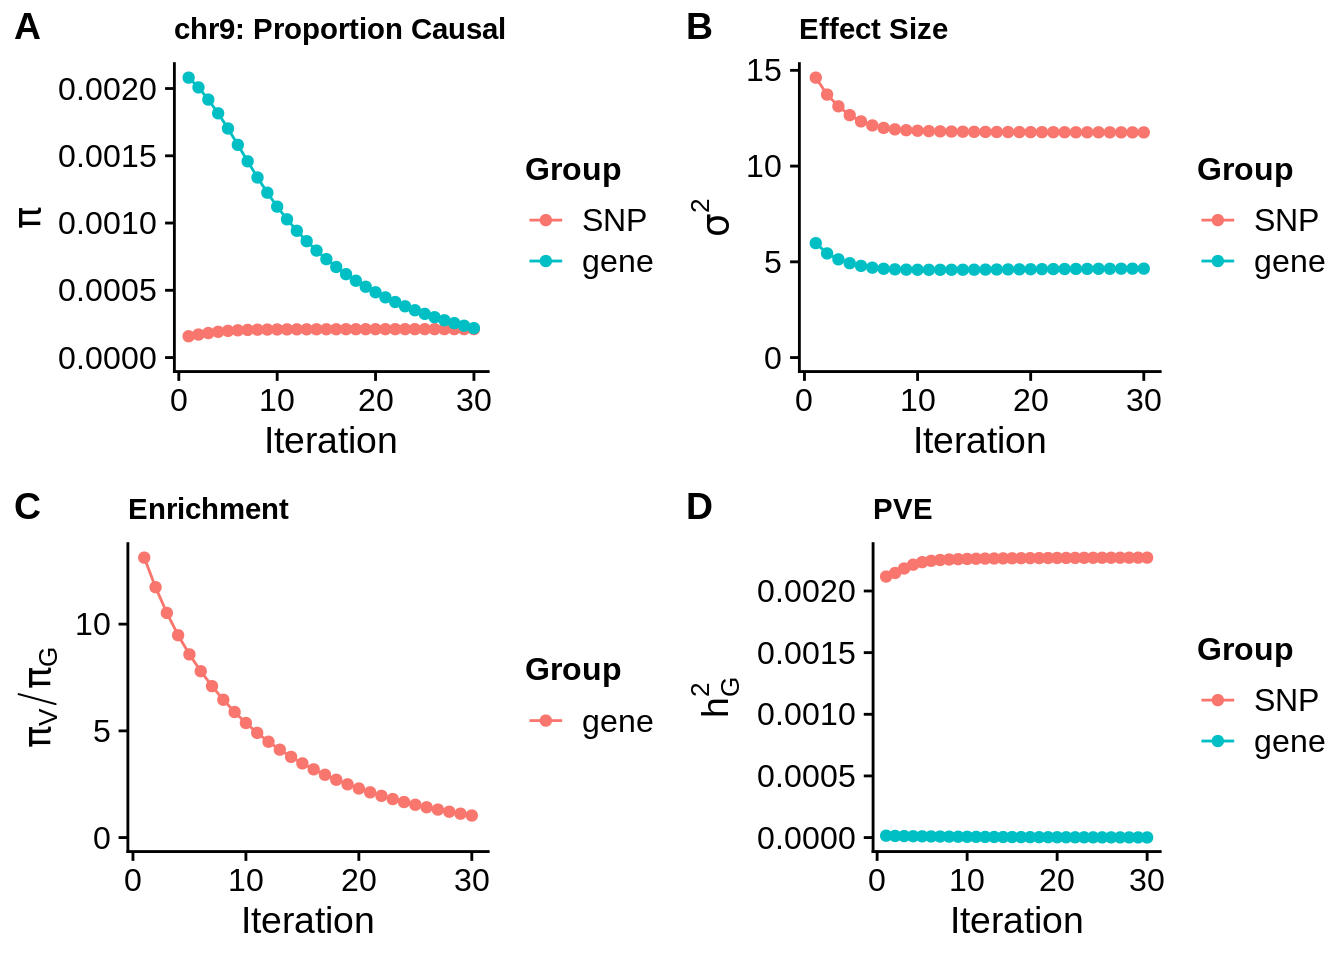 A
chr9: Proportion Causal
0.0020
0.0015
0.0010
0.0005
0.0000
π
0 10 20 30
Iteration
Group
SNP
gene
B
Effect Size
15
10
5
0
σ²
0 10 20 30
Iteration
Group
SNP
gene
C
Enrichment
10
5
0
π_V/π_G
0 10 20 30
Iteration
Group
gene
D
PVE
0.0020
0.0015
0.0010
0.0005
0.0000
h²_G
0 10 20 30
Iteration
Group
SNP
gene